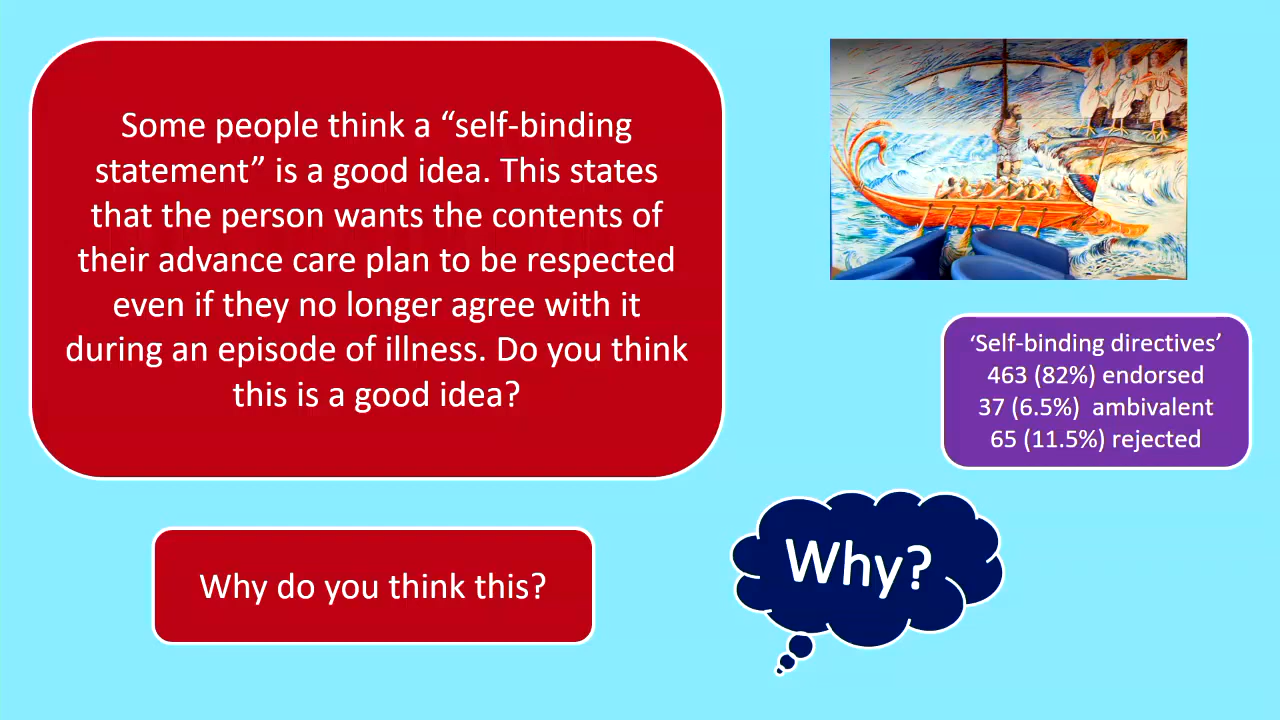 Some people think a “self-binding
statement” is a good idea. This states
that the person wants the contents of
their advance care plan to be respected
even if they no longer agree with it
during an episode of illness. Do you think
this is a good idea?
‘Self-binding directives’
463 (82%) endorsed
37 (6.5%)  ambivalent
65 (11.5%) rejected
Why do you think this?
Why?